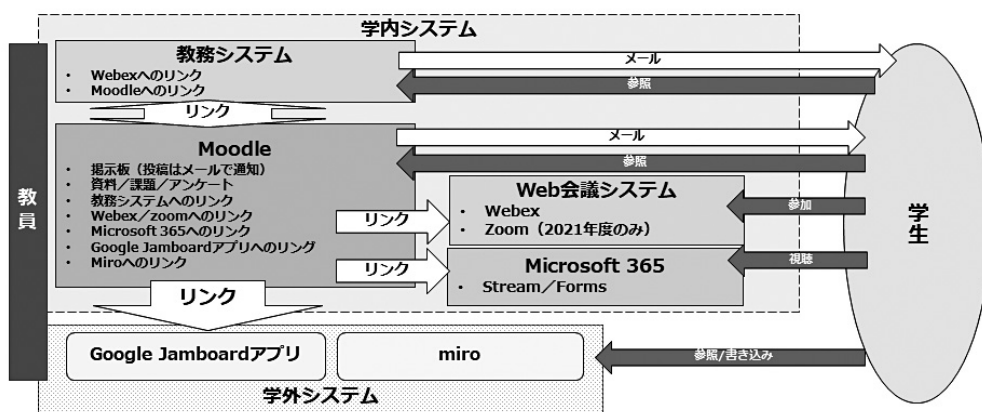 学内システム
教務システム
・ Webexへのリンク
・ Moodleへのリンク
メール
参照
リンク
Moodle
・ 掲示板（投稿はメールで通知）
・ 資料／課題／アンケート
・ 教務システムへのリンク
・ Webex／zoomへのリンク
・ Microsoft 365へのリンク
・ Google Jamboardアプリへのリング
・ Miroへのリンク
メール
参照
リンク
Web会議システム
・ Webex
・ Zoom（2021年度のみ）
参加
リンク
Microsoft 365
・ Stream／Forms
視聴
リンク
Google Jamboardアプリ
miro
参照/書き込み
学外システム
教員
学生